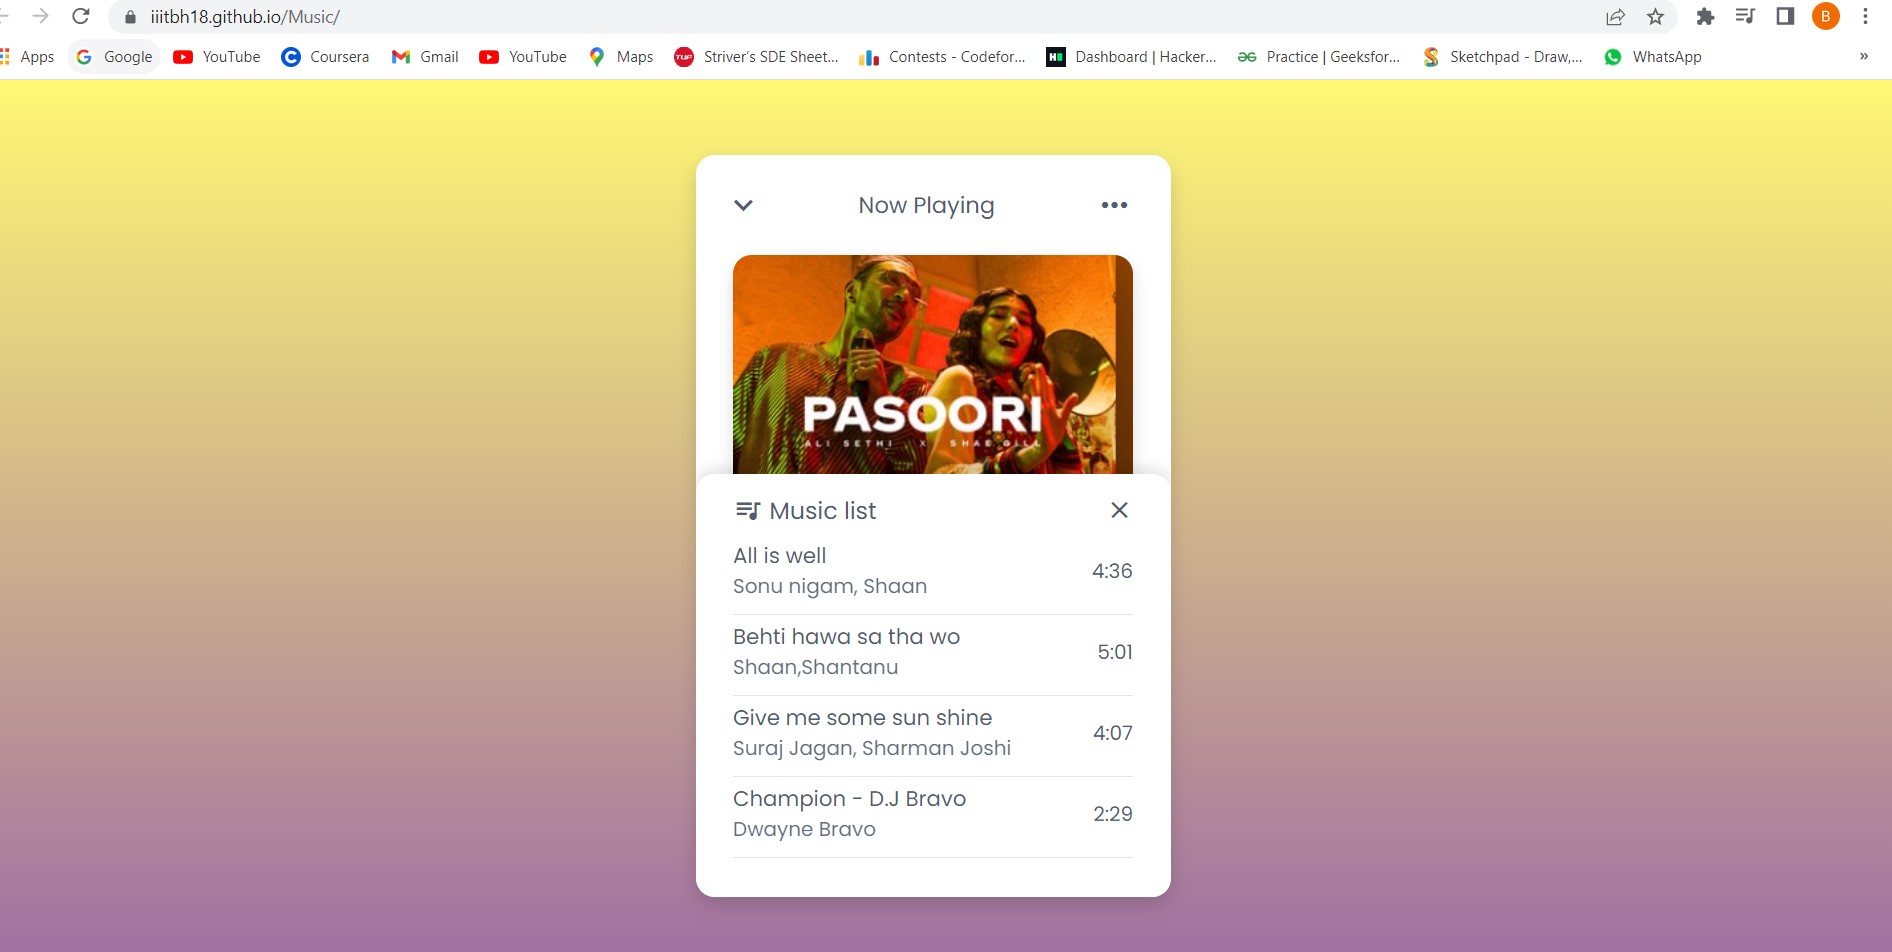 iiitbh18.github.io/Music/
B
Apps Google YouTube Coursera Gmail YouTube Maps TUF Striver's SDE Sheet... Contests - Codefor... H Dashboard | Hacker... Practice | Geeksfor... Sketchpad - Draw,... WhatsApp »
Now Playing
PASOORI
ALI SETHI X SHAE GILL
Music list
All is well
4:36
Sonu nigam, Shaan
Behti hawa sa tha wo
5:01
Shaan,Shantanu
Give me some sun shine
4:07
Suraj Jagan, Sharman Joshi
Champion - D.J Bravo
2:29
Dwayne Bravo